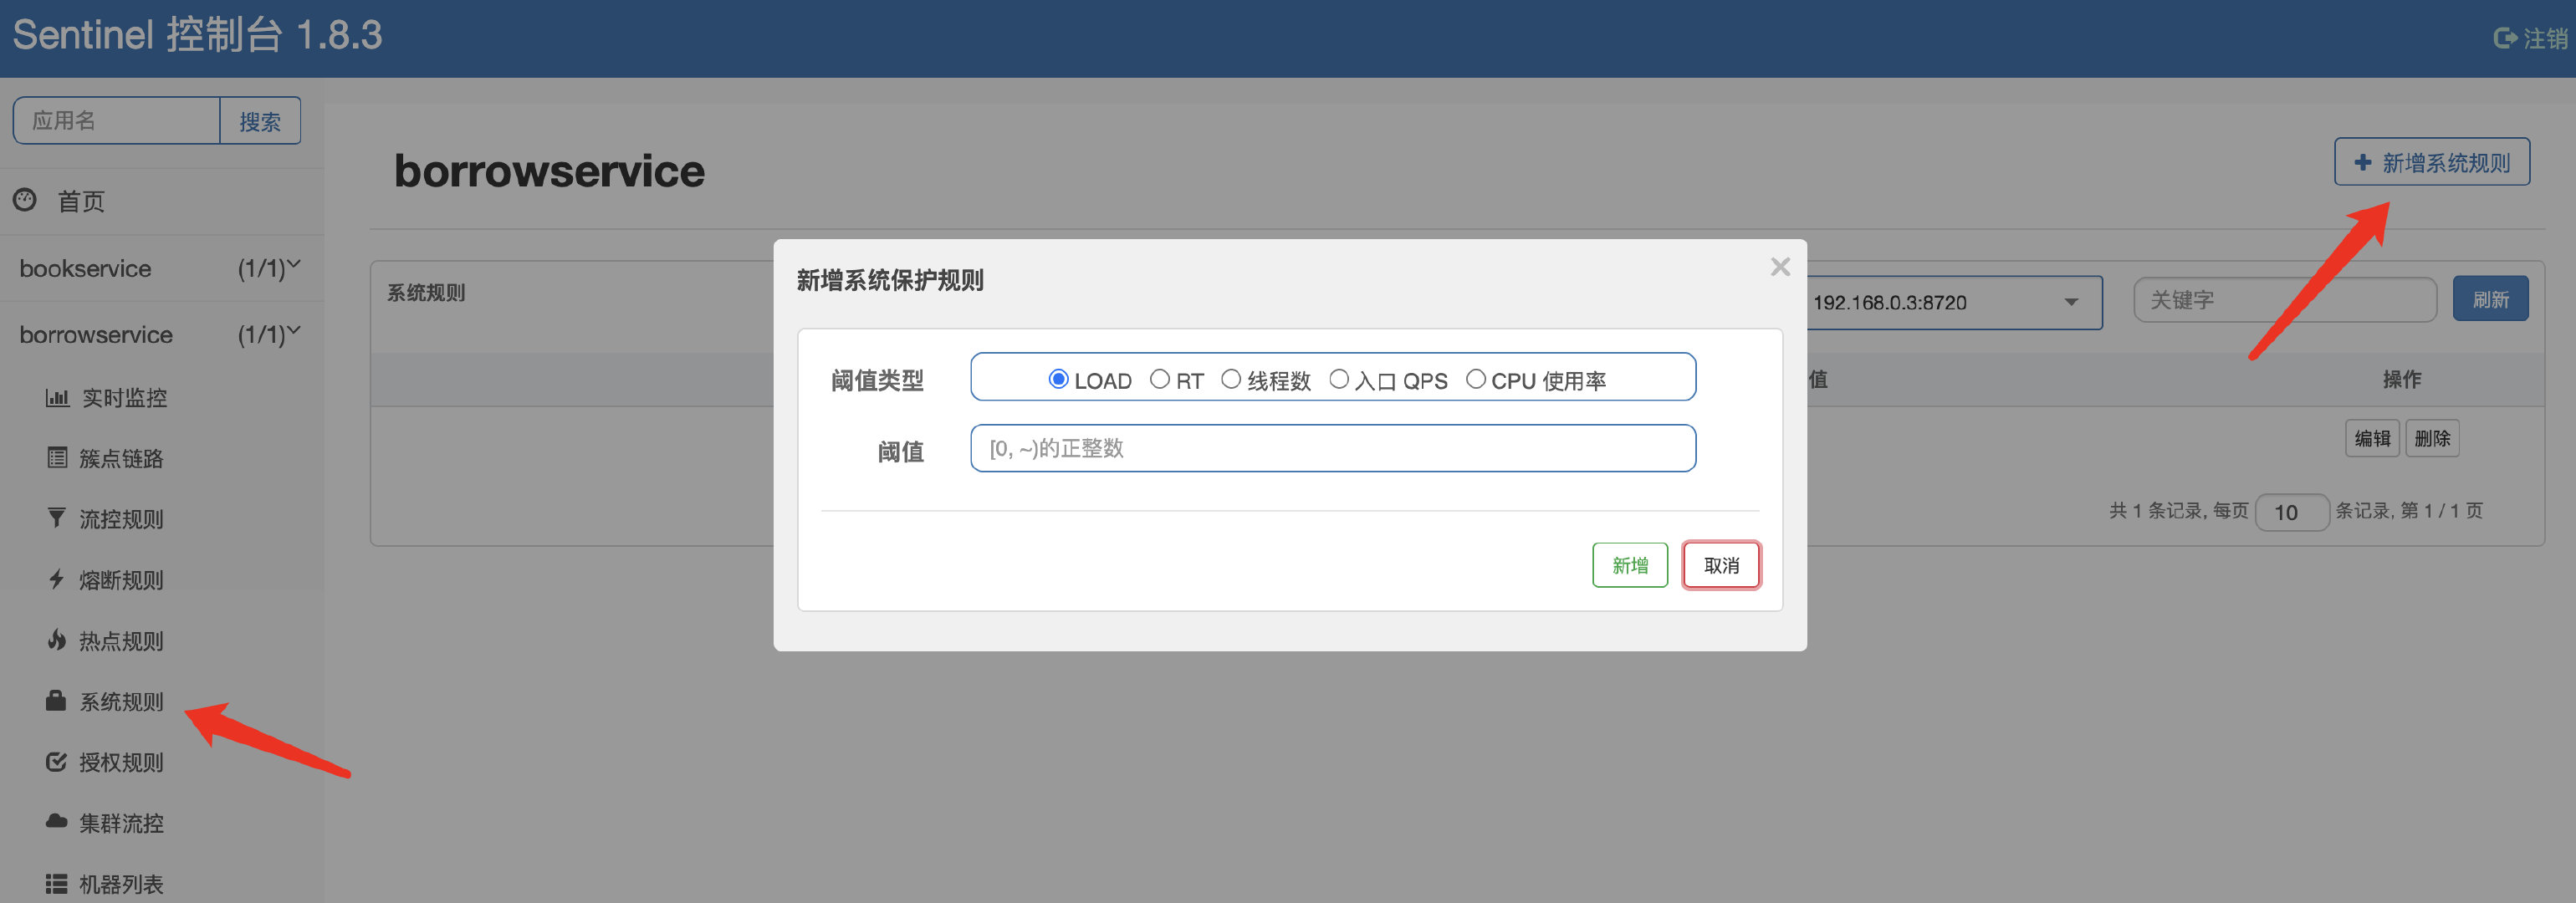 Sentinel 控制台 1.8.3
注销
应用名 搜索
首页
bookservice (1/1)
borrowservice (1/1)
实时监控
簇点链路
流控规则
熔断规则
热点规则
系统规则
授权规则
集群流控
机器列表
borrowservice
新增系统规则
系统规则
192.168.0.3:8720
关键字
刷新
值
操作
编辑 删除
共 1 条记录, 每页 10 条记录, 第 1 / 1 页
新增系统保护规则
×
阈值类型 LOAD RT 线程数 入口 QPS CPU 使用率
阈值 [0, ~)的正整数
新增 取消